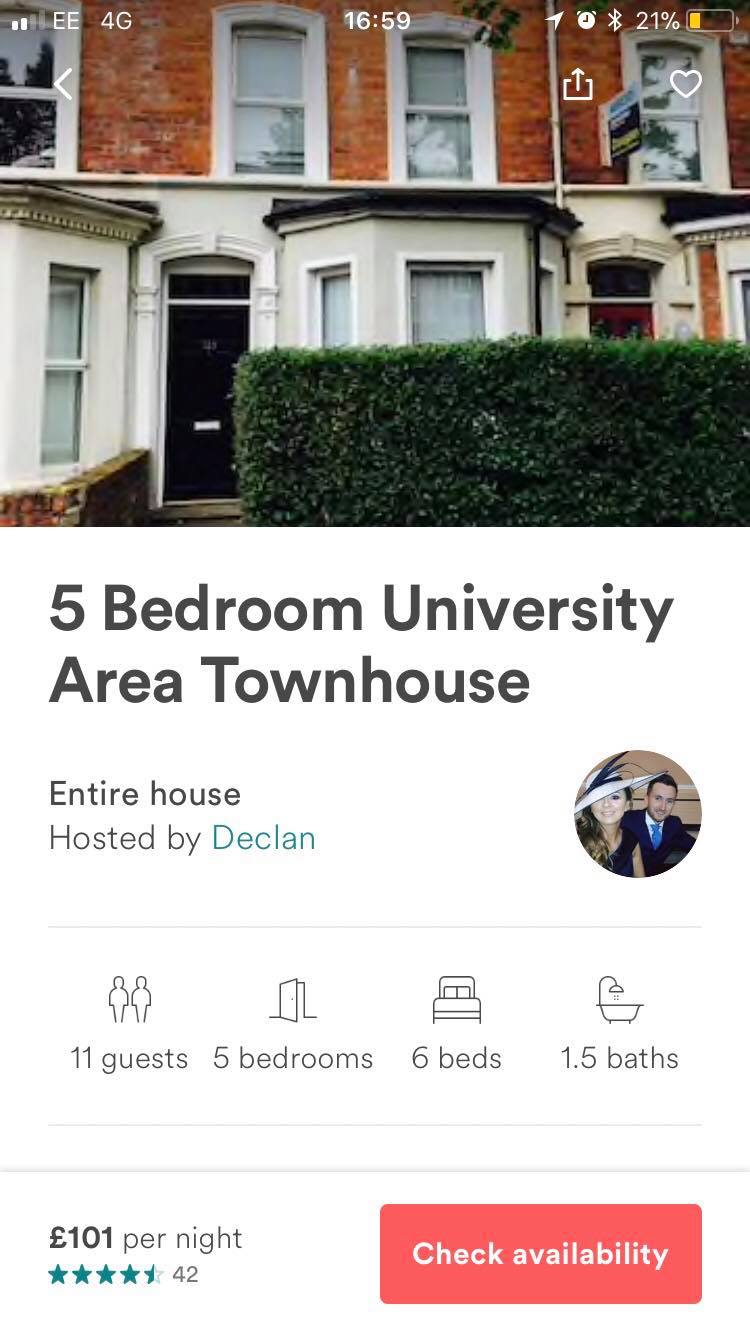 EE 4G 16:59 21%
5 Bedroom University
Area Townhouse
Entire house
Hosted by Declan
11 guests 5 bedrooms 6 beds 1.5 baths
£101 per night
42
Check availability